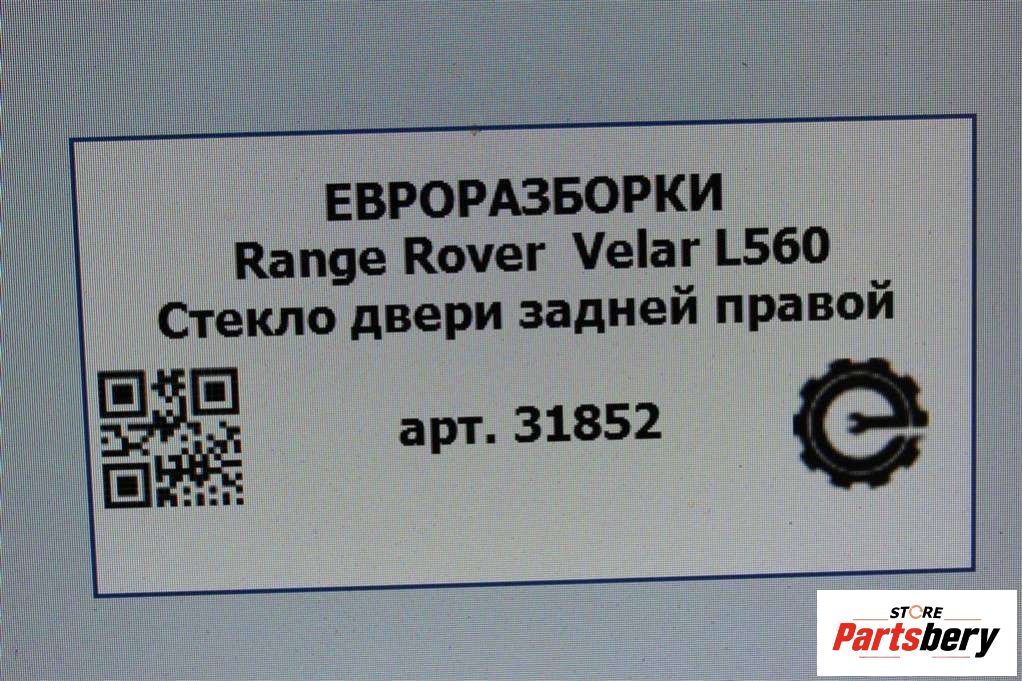 ЕВРОРАЗБОРКИ
Range Rover Velar L560
Стекло двери задней правой
арт. 31852
STORE
Partsbery